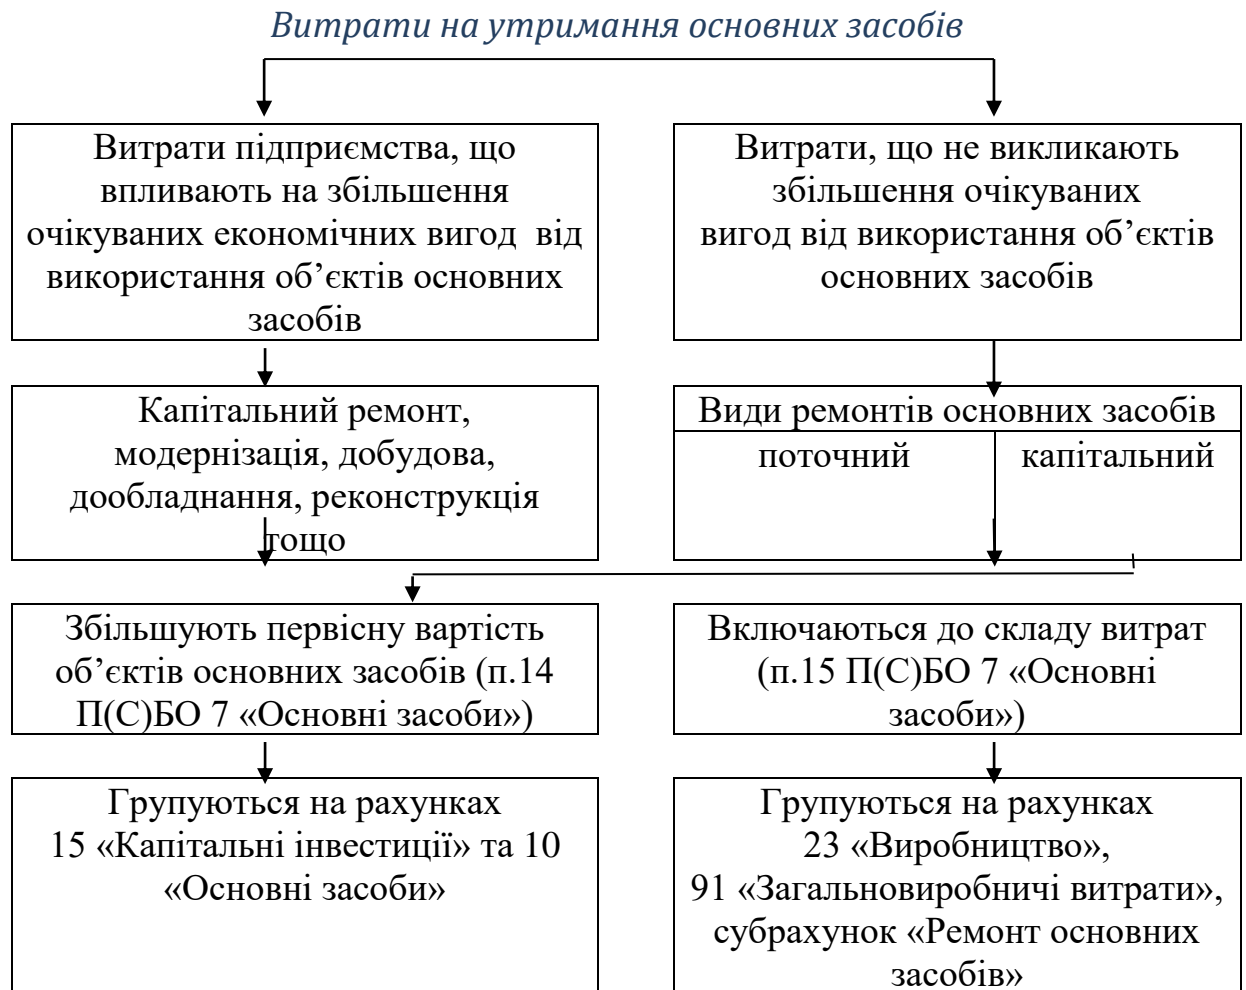 Витрати на утримання основних засобів
Витрати підприємства, що
впливають на збільшення
очікуваних економічних вигод від
використання об’єктів основних
засобів
Витрати, що не викликають
збільшення очікуваних
вигод від використання об’єктів
основних засобів
Капітальний ремонт,
модернізація, добудова,
дообладнання, реконструкція
тощо
Види ремонтів основних засобів
поточний
капітальний
Збільшують первісну вартість
об’єктів основних засобів (п.14
П(С)БО 7 «Основні засоби»)
Включаються до складу витрат
(п.15 П(С)БО 7 «Основні
засоби»)
Групуються на рахунках
15 «Капітальні інвестиції» та 10
«Основні засоби»
Групуються на рахунках
23 «Виробництво»,
91 «Загальновиробничі витрати»,
субрахунок «Ремонт основних
засобів»